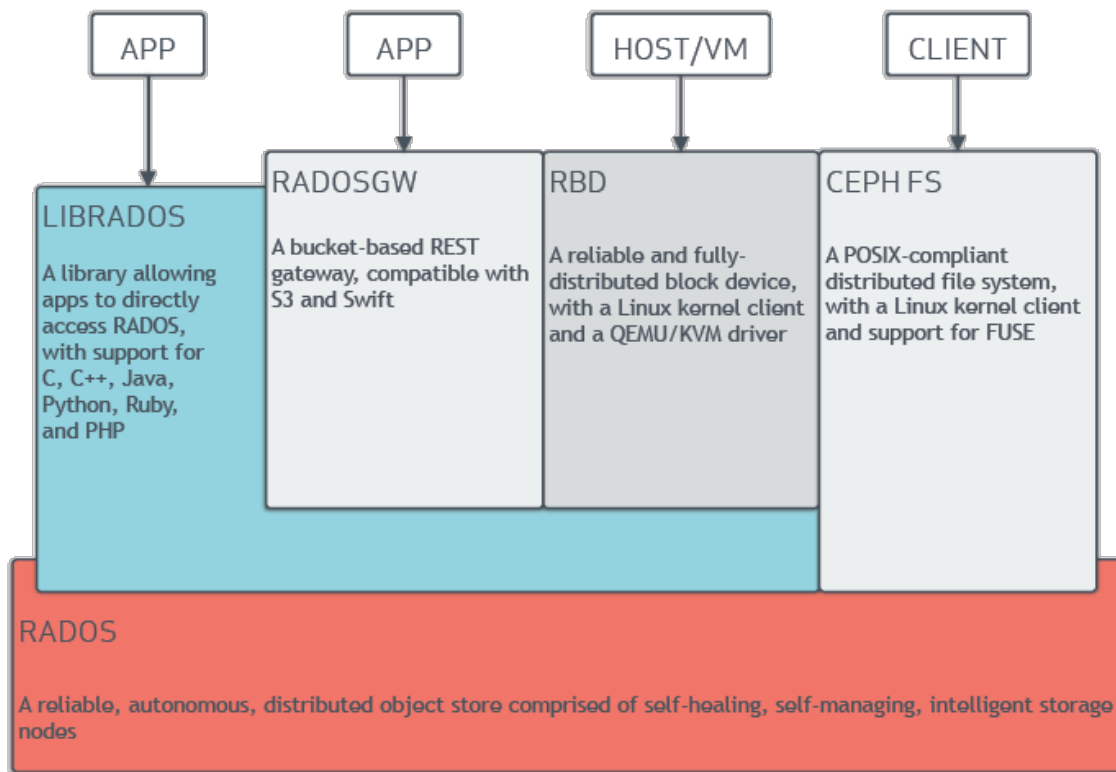 APP
APP
HOST/VM
CLIENT
LIBRADOS
A library allowing
apps to directly
access RADOS,
with support for
C, C++, Java,
Python, Ruby,
and PHP
RADOSGW
A bucket-based REST
gateway, compatible with
S3 and Swift
RBD
A reliable and fully-
distributed block device,
with a Linux kernel client
and a QEMU/KVM driver
CEPH FS
A POSIX-compliant
distributed file system,
with a Linux kernel client
and support for FUSE
RADOS
A reliable, autonomous, distributed object store comprised of self-healing, self-managing, intelligent storage
nodes